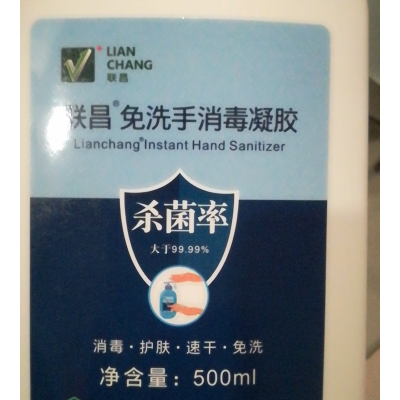 LIAN
CHANG
联昌
联昌®免洗手消毒凝胶
Lianchang®Instant Hand Sanitizer
杀菌率
大于99.99%
消毒·护肤·速干·免洗
净含量：500ml